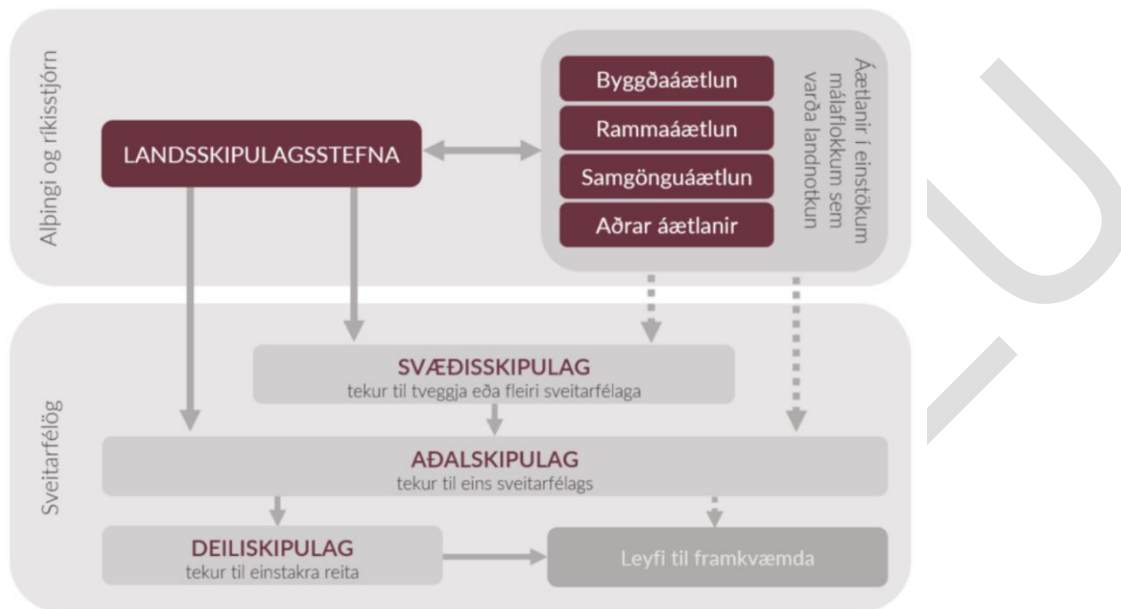 Alþingi og ríkisstjórn
LANDSSKIPULAGSSTEFNA
Byggðaáætlun
Rammaáætlun
Samgönguáætlun
Aðrar áætlanir
Áætlanir í einstökum
málaflokkum sem
varða landnotkun
Sveitarfélög
SVÆÐISSKIPULAG
tekur til tveggja eða fleiri sveitarfélaga
AÐALSKIPULAG
tekur til eins sveitarfélags
DEILISKIPULAG
tekur til einstakra reita
Leyfi til framkvæmda